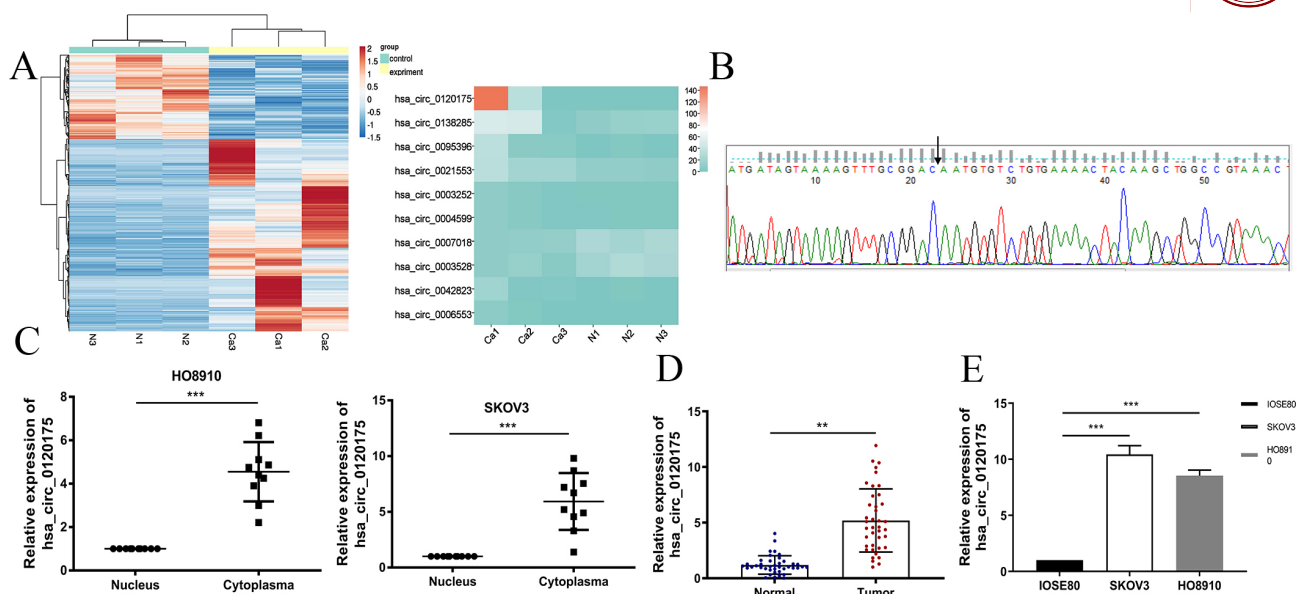 A
2
1.5
1
0.5
0
-0.5
-1
-1.5
group
control
expriment
N3 N1 N2 Ca3 Ca1 Ca2
hsa_circ_0120175
hsa_circ_0138285
hsa_circ_0095396
hsa_circ_0021553
hsa_circ_0003252
hsa_circ_0004599
hsa_circ_0007018
hsa_circ_0003528
hsa_circ_0042823
hsa_circ_0006553
Ca1 Ca2 Ca3 N1 N2 N3
140
120
100
80
60
40
20
0
B
ATGATAGTAAAAGTTTGCGGACAATGTGTCTGTGAAAACTACAAGCTGGCCGTAAACT
10 20 30 40 50
C
HO8910
***
Relative expression of
hsa_circ_0120175
8
6
4
2
0
Nucleus Cytoplasma
SKOV3
***
Relative expression of
hsa_circ_0120175
15
10
5
0
Nucleus Cytoplasma
D
**
Relative expression of
hsa_circ_0120175
15
10
5
0
Normal Tumor
E
***
***
Relative expression of
hsa_circ_0120175
15
10
5
0
IOSE80 SKOV3 HO8910
IOSE80
SKOV3
HO891
0